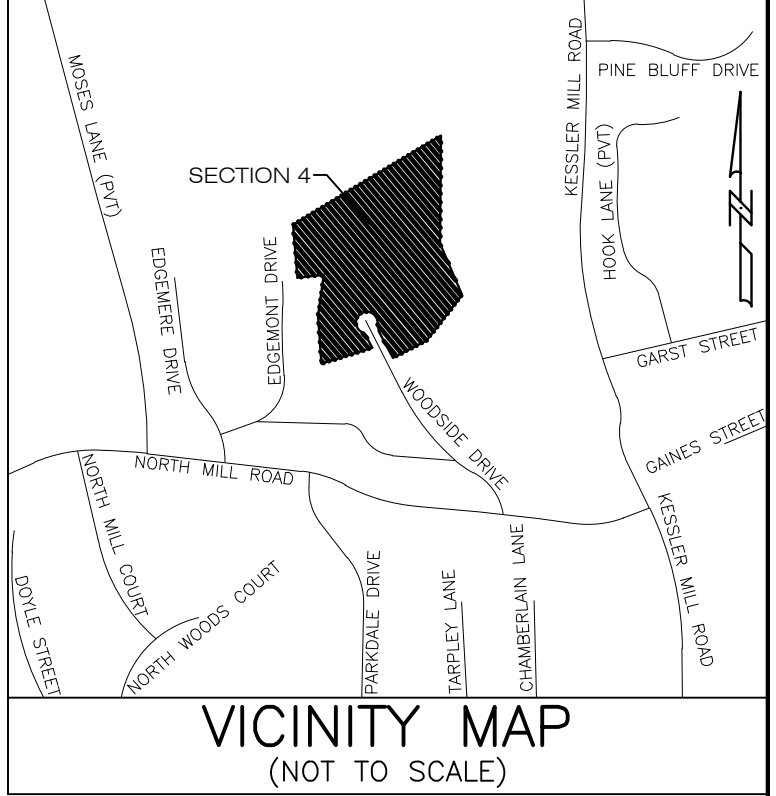 MOSES LANE (PVT)
KESSLER MILL ROAD
PINE BLUFF DRIVE
HOOK LANE (PVT)
N
SECTION 4
EDGEMERE DRIVE
EDGEMONT DRIVE
GARST STREET
WOODSIDE DRIVE
GAINES STREET
NORTH MILL ROAD
NORTH MILL COURT
KESSLER MILL ROAD
DOYLE STREET
NORTH WOODS COURT
PARKDALE DRIVE
TARPLEY LANE
CHAMBERLAIN LANE
VICINITY MAP
(NOT TO SCALE)